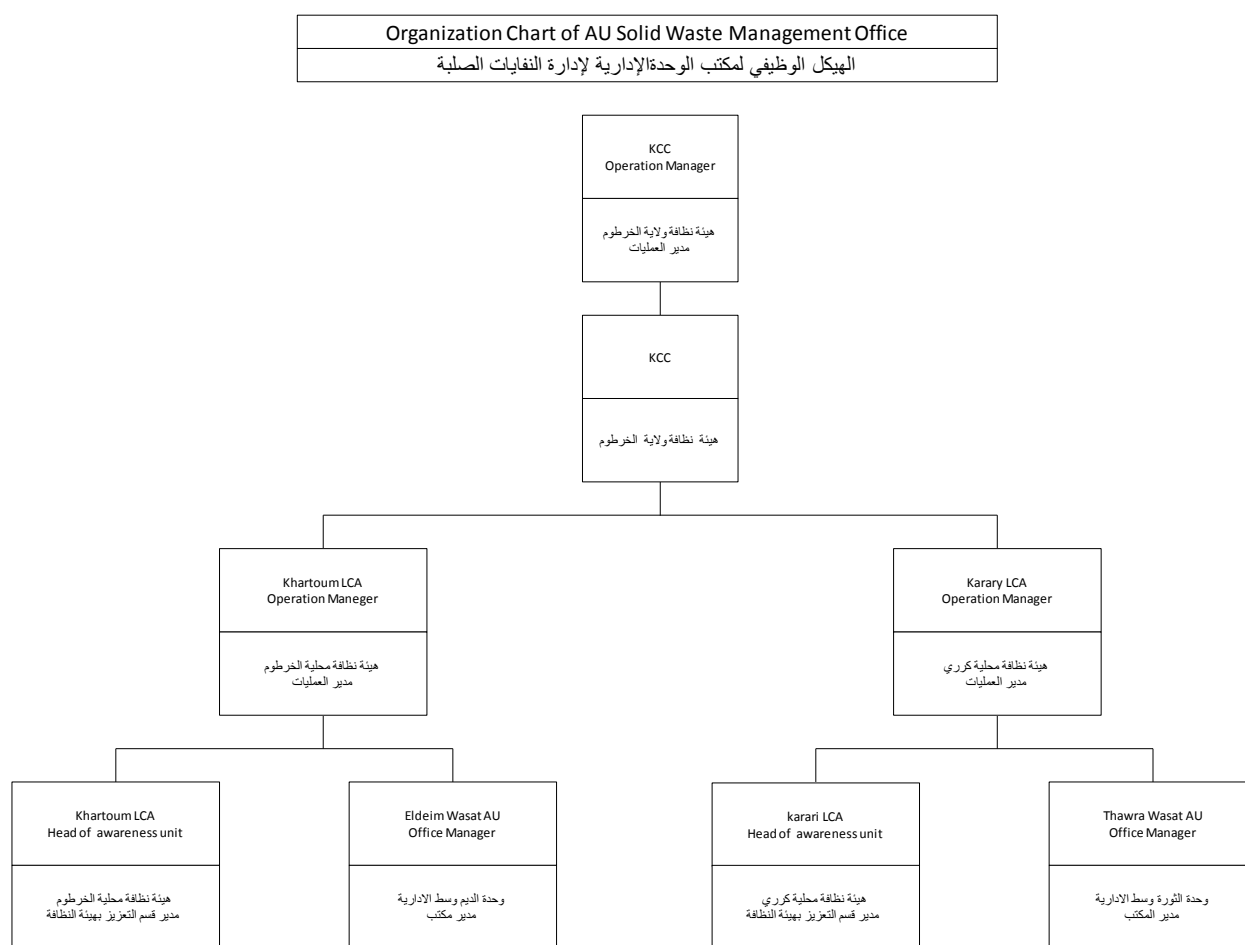 Organization Chart of AU Solid Waste Management Office
الهيكل الوظيفي لمكتب الوحدةالإدارية لإدارة النفايات الصلبة
KCC
Operation Manager
هيئة نظافة ولاية الخرطوم
مدير العمليات
KCC
هيئة نظافة ولاية الخرطوم
Khartoum LCA
Operation Maneger
هيئة نظافة محلية الخرطوم
مدير العمليات
Karary LCA
Operation Manager
هيئة نظافة محلية كرري
مدير العمليات
Khartoum LCA
Head of awareness unit
هيئة نظافة محلية الخرطوم
مدير قسم التعزيز بهيئة النظافة
Eldeim Wasat AU
Office Manager
وحدة الديم وسط الادارية
مدير مكتب
karari LCA
Head of awareness unit
هيئة نظافة محلية كرري
مدير قسم التعزيز بهيئة النظافة
Thawra Wasat AU
Office Manager
وحدة الثورة وسط الادارية
مدير المكتب